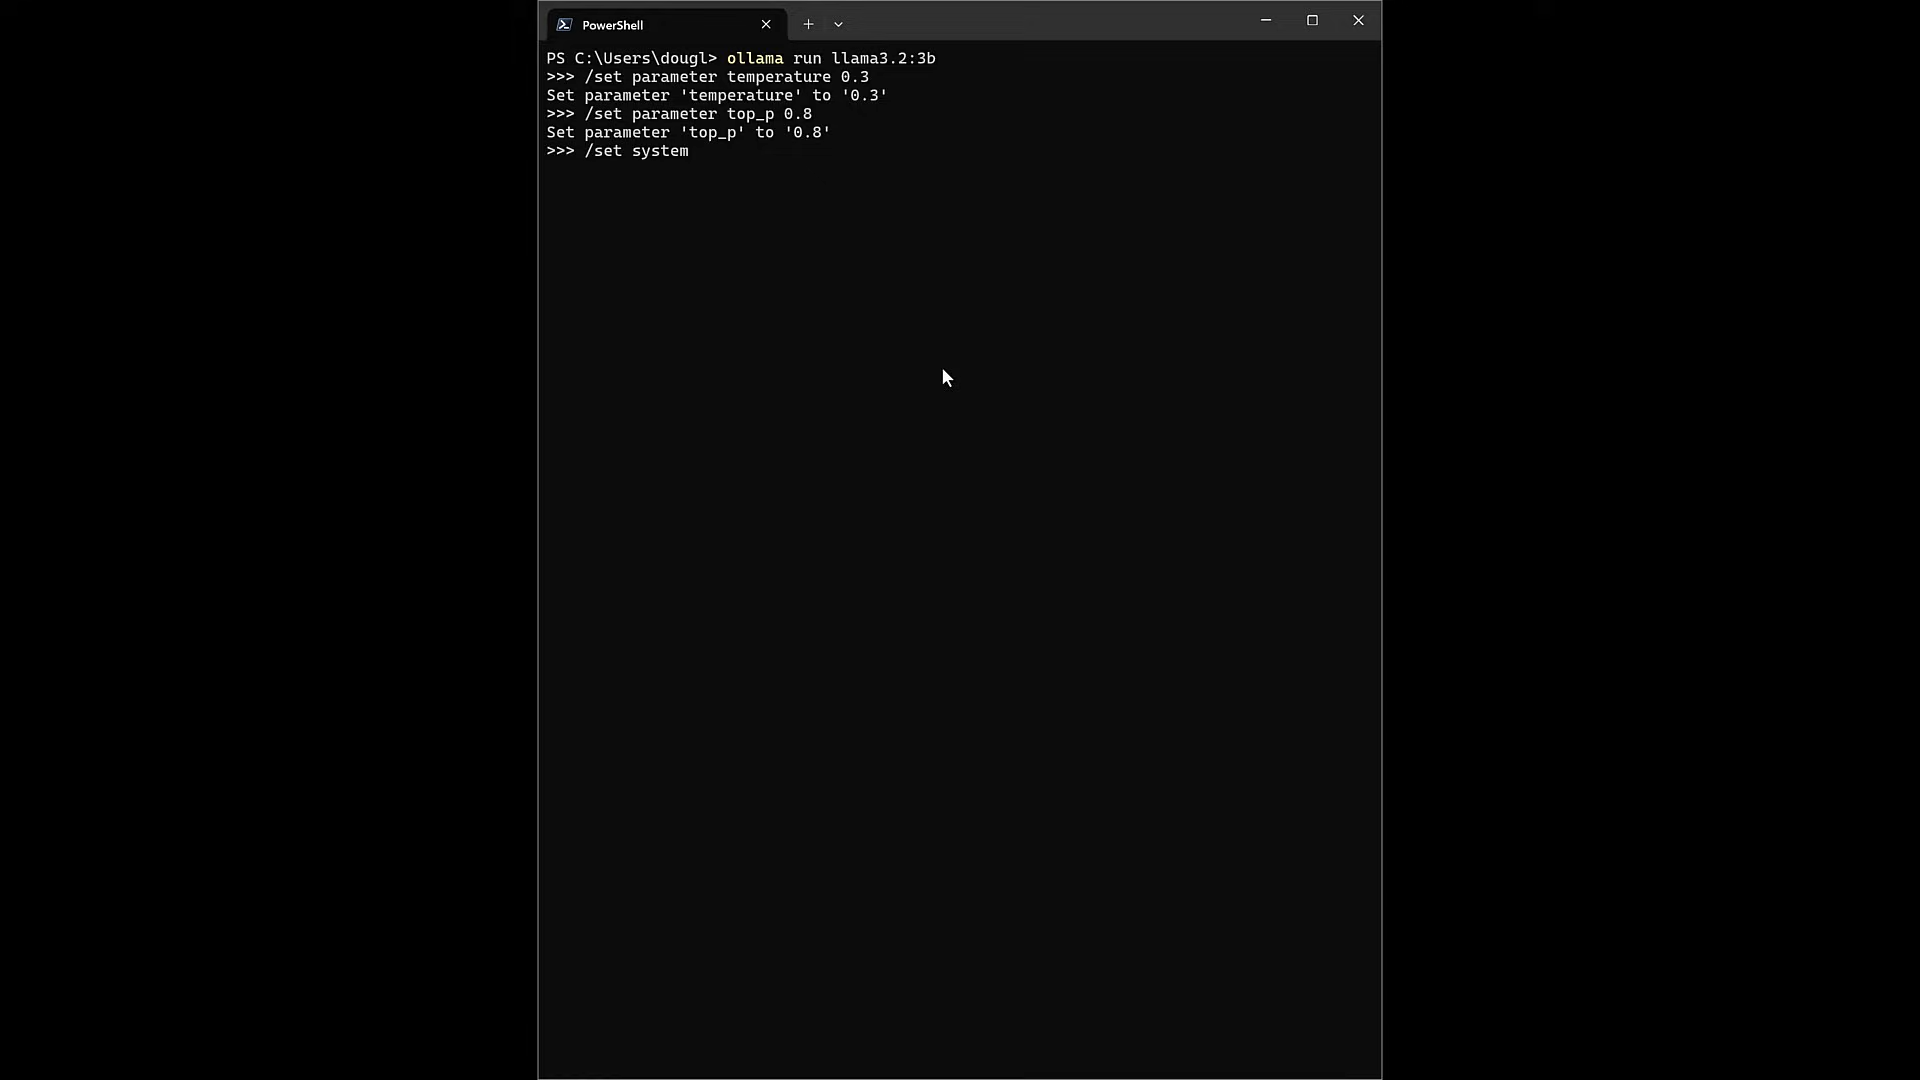 PowerShell
PS C:\Users\dougl> ollama run llama3.2:3b
>>> /set parameter temperature 0.3
Set parameter 'temperature' to '0.3'
>>> /set parameter top_p 0.8
Set parameter 'top_p' to '0.8'
>>> /set system